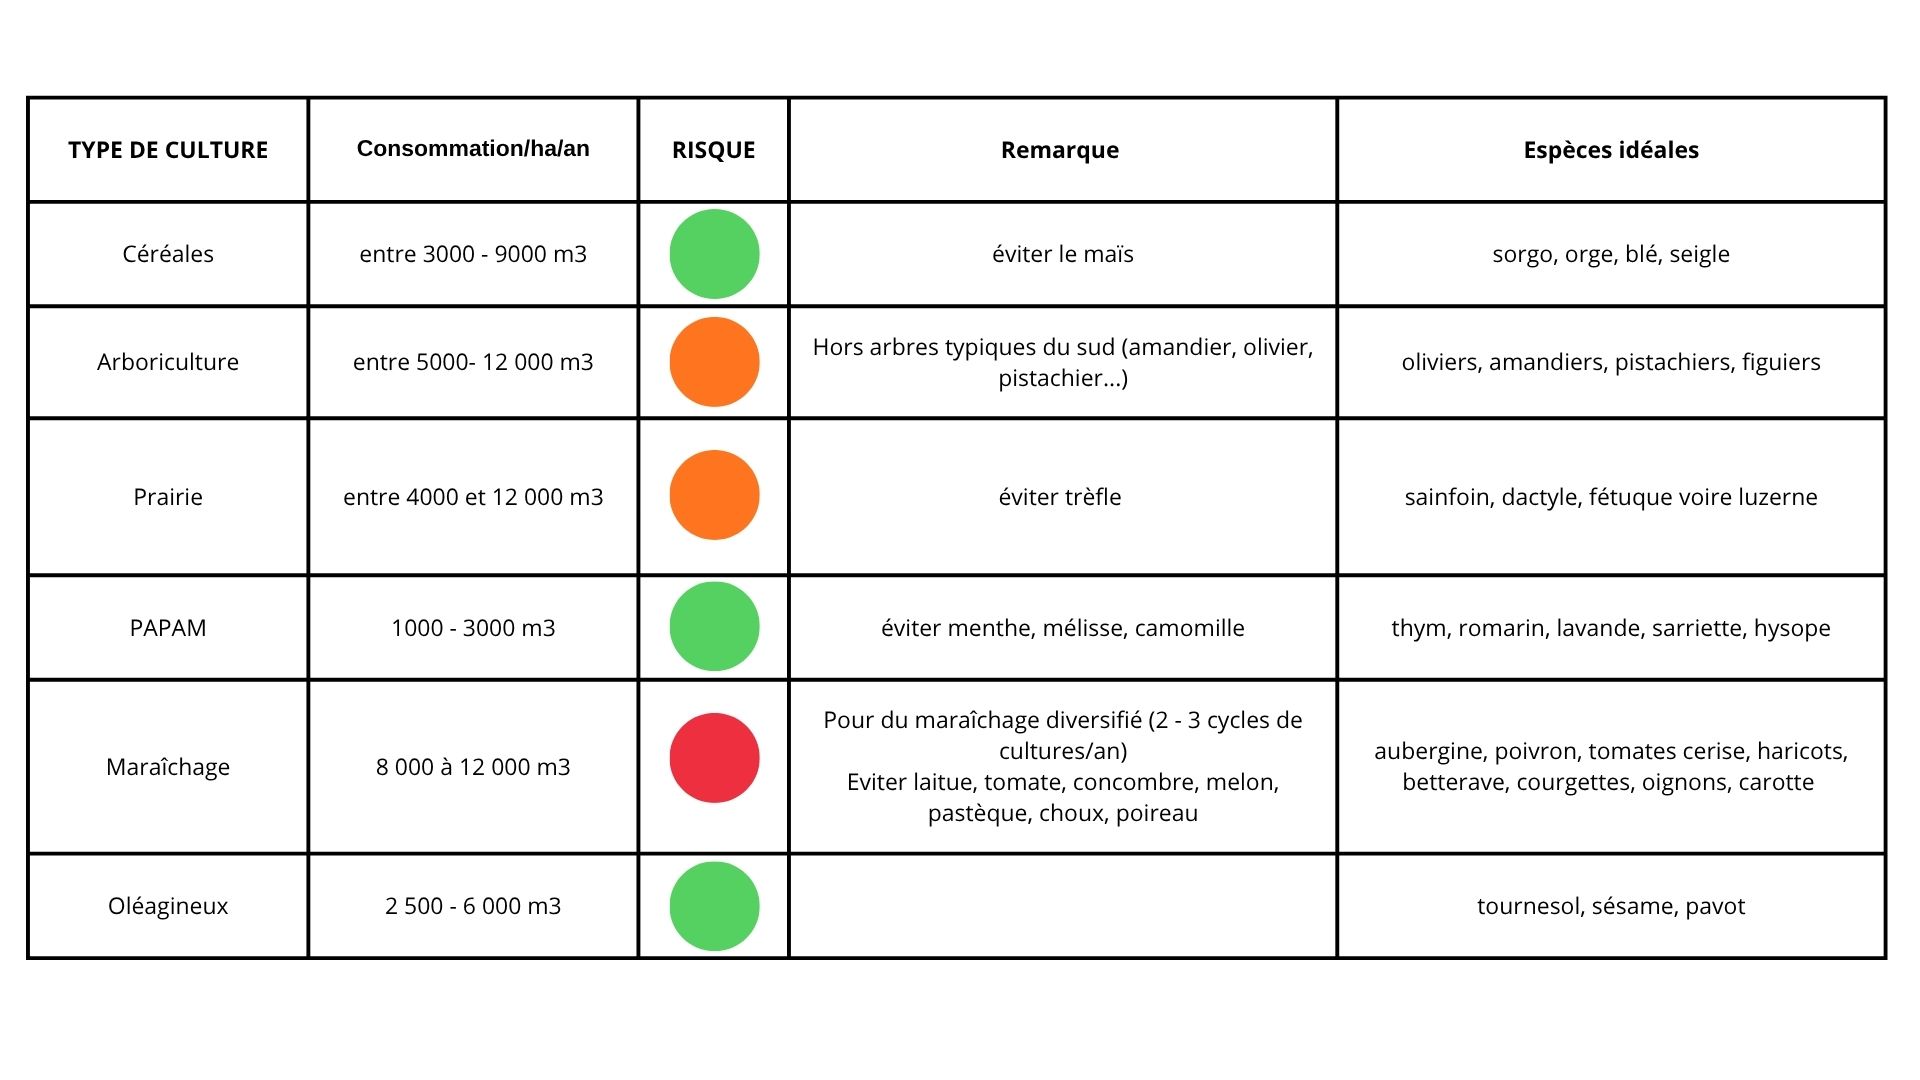 TYPE DE CULTURE
Consommation/ha/an
RISQUE
Remarque
Espèces idéales
Céréales
entre 3000 - 9000 m3
éviter le maïs
sorgo, orge, blé, seigle
Arboriculture
entre 5000- 12 000 m3
Hors arbres typiques du sud (amandier, olivier,
pistachier...)
oliviers, amandiers, pistachiers, figuiers
Prairie
entre 4000 et 12 000 m3
éviter trèfle
sainfoin, dactyle, fétuque voire luzerne
PAPAM
1000 - 3000 m3
éviter menthe, mélisse, camomille
thym, romarin, lavande, sarriette, hysope
Maraîchage
8 000 à 12 000 m3
Pour du maraîchage diversifié (2 - 3 cycles de
cultures/an)
Eviter laitue, tomate, concombre, melon,
pastèque, choux, poireau
aubergine, poivron, tomates cerise, haricots,
betterave, courgettes, oignons, carotte
Oléagineux
2 500 - 6 000 m3
tournesol, sésame, pavot